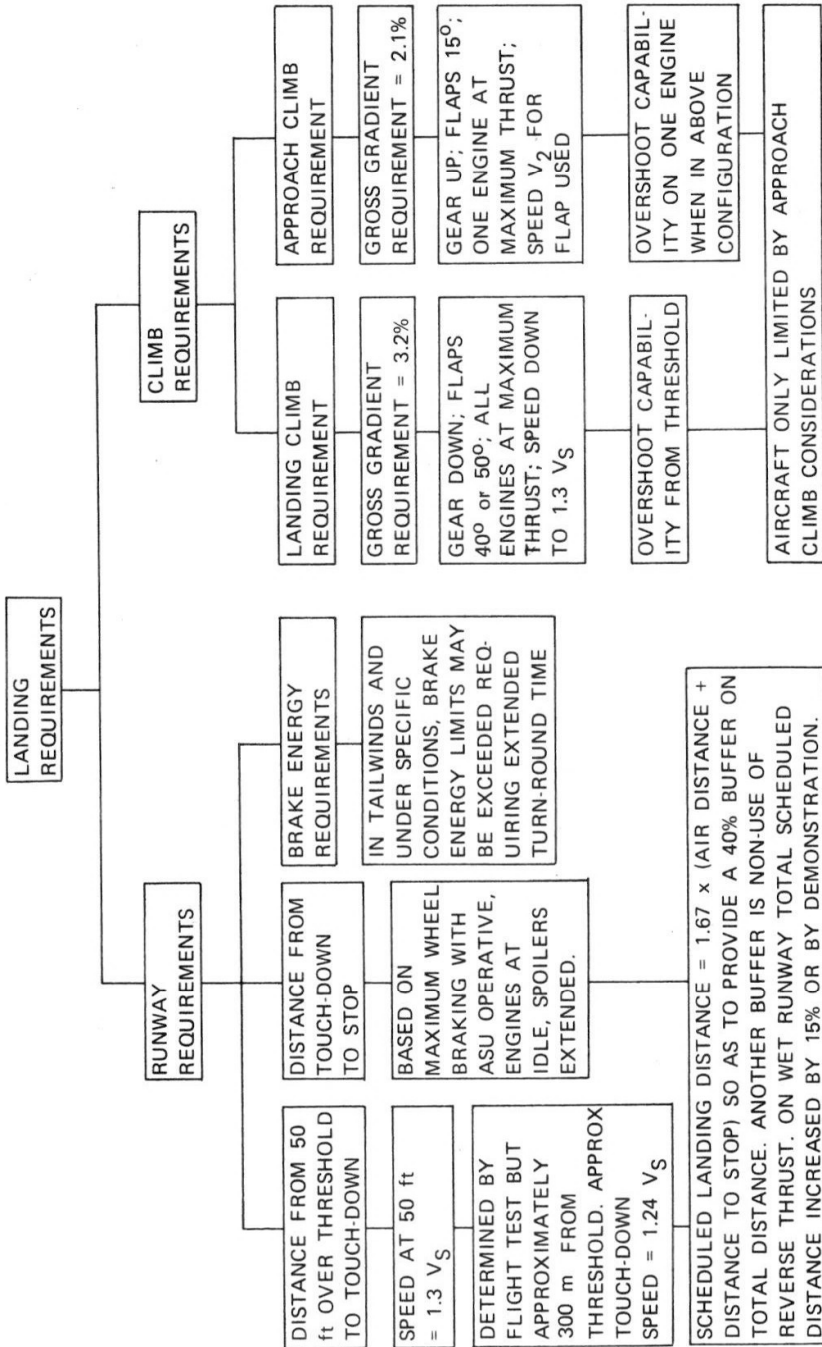 LANDING
REQUIREMENTS
RUNWAY
REQUIREMENTS
DISTANCE FROM 50
ft OVER THRESHOLD
TO TOUCH-DOWN
SPEED AT 50 ft
= 1.3 VS
DETERMINED BY
FLIGHT TEST BUT
APPROXIMATELY
300 m FROM
THRESHOLD. APPROX
TOUCH-DOWN
SPEED = 1.24 VS
DISTANCE FROM
TOUCH-DOWN
TO STOP
BASED ON
MAXIMUM WHEEL
BRAKING WITH
ASU OPERATIVE,
ENGINES AT
IDLE, SPOILERS
EXTENDED.
SCHEDULED LANDING DISTANCE = 1.67 x (AIR DISTANCE +
DISTANCE TO STOP) SO AS TO PROVIDE A 40% BUFFER ON
TOTAL DISTANCE. ANOTHER BUFFER IS NON-USE OF
REVERSE THRUST. ON WET RUNWAY TOTAL SCHEDULED
DISTANCE INCREASED BY 15% OR BY DEMONSTRATION.
BRAKE ENERGY
REQUIREMENTS
IN TAILWINDS AND
UNDER SPECIFIC
CONDITIONS, BRAKE
ENERGY LIMITS MAY
BE EXCEEDED REQ-
UIRING EXTENDED
TURN-ROUND TIME
CLIMB
REQUIREMENTS
LANDING CLIMB
REQUIREMENT
GROSS GRADIENT
REQUIREMENT = 3.2%
GEAR DOWN; FLAPS
40º or 50º; ALL
ENGINES AT MAXIMUM
THRUST; SPEED DOWN
TO 1.3 VS
OVERSHOOT CAPABIL-
ITY FROM THRESHOLD
APPROACH CLIMB
REQUIREMENT
GROSS GRADIENT
REQUIREMENT = 2.1%
GEAR UP; FLAPS 15º;
ONE ENGINE AT
MAXIMUM THRUST;
SPEED V2 FOR
FLAP USED
OVERSHOOT CAPABIL-
ITY ON ONE ENGINE
WHEN IN ABOVE
CONFIGURATION
AIRCRAFT ONLY LIMITED BY APPROACH
CLIMB CONSIDERATIONS